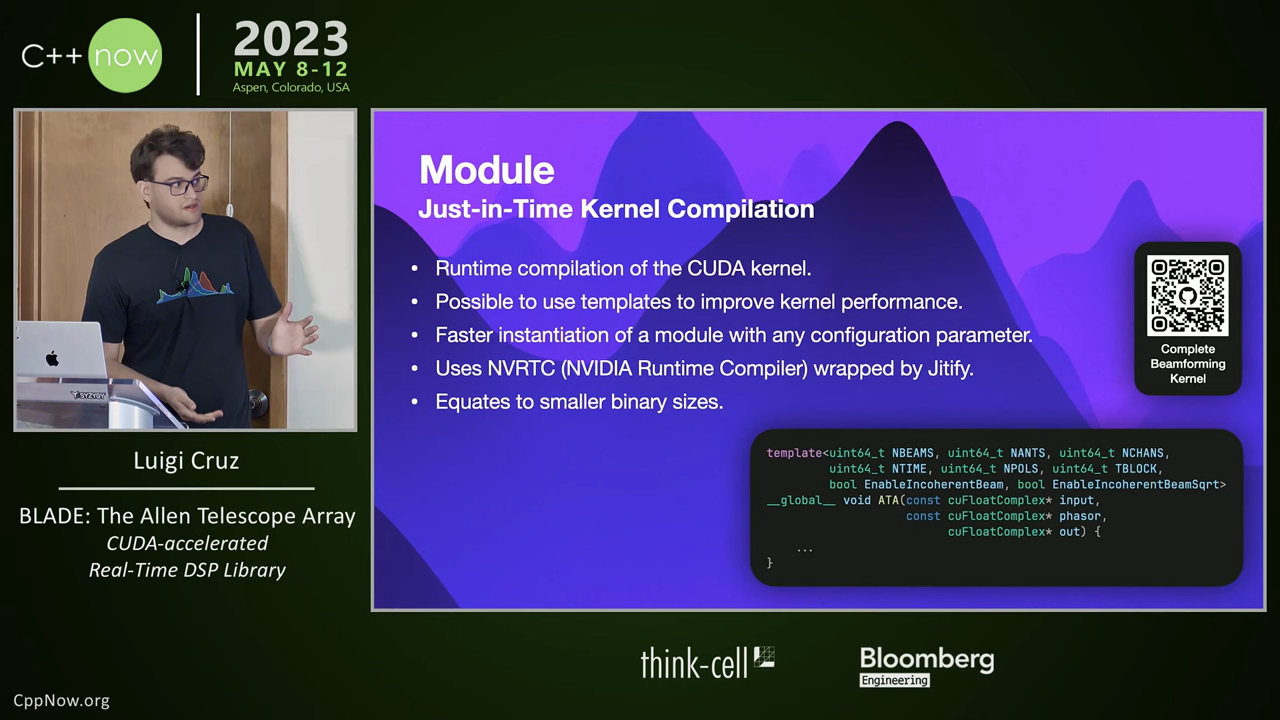 C++ now
2023
MAY 8-12
Aspen, Colorado, USA
SYZYGY
Luigi Cruz
BLADE: The Allen Telescope Array
CUDA-accelerated
Real-Time DSP Library
Module
Just-in-Time Kernel Compilation
• Runtime compilation of the CUDA kernel.
• Possible to use templates to improve kernel performance.
• Faster instantiation of a module with any configuration parameter.
• Uses NVRTC (NVIDIA Runtime Compiler) wrapped by Jitify.
• Equates to smaller binary sizes.
Complete
Beamforming
Kernel
template<uint64_t NBEAMS, uint64_t NANTS, uint64_t NCHANS,
uint64_t NTIME, uint64_t NPOLS, uint64_t TBLOCK,
bool EnableIncoherentBeam, bool EnableIncoherentBeamSqrt>
__global__ void ATA(const cuFloatComplex* input,
const cuFloatComplex* phasor,
cuFloatComplex* out) {
...
}
think-cell
Bloomberg
Engineering
CppNow.org